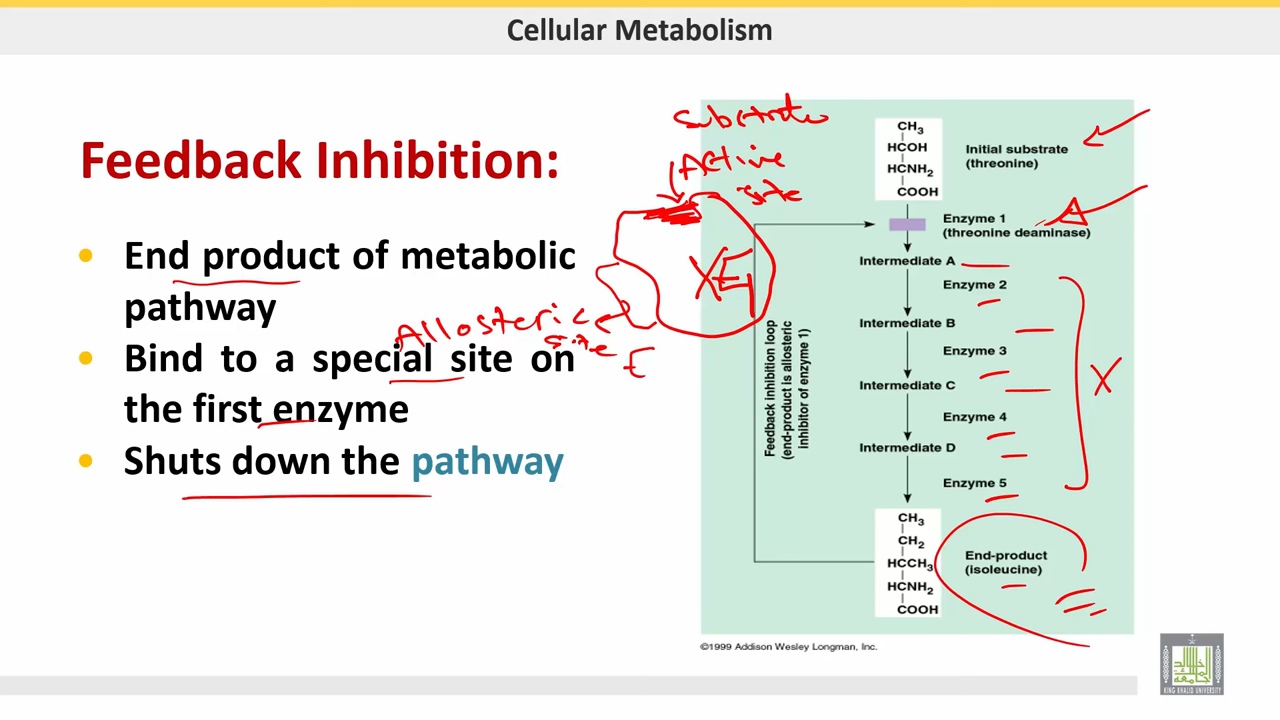 Cellular Metabolism
Feedback Inhibition:
• End product of metabolic
pathway
• Bind to a special site on
the first enzyme
• Shuts down the pathway
Substrate
Active
site
Allosteric
site
E
CH3
HCOH
HCNH2
COOH
Initial substrate
(threonine)
Enzyme 1
(threonine deaminase)
Intermediate A
Enzyme 2
Intermediate B
Enzyme 3
Intermediate C
Enzyme 4
Intermediate D
Enzyme 5
X
Feedback inhibition loop
(end-product is allosteric
inhibitor of enzyme 1)
CH3
CH2
HCCH3
HCNH2
COOH
End-product
(isoleucine)
©1999 Addison Wesley Longman, Inc.
KING KHALID UNIVERSITY